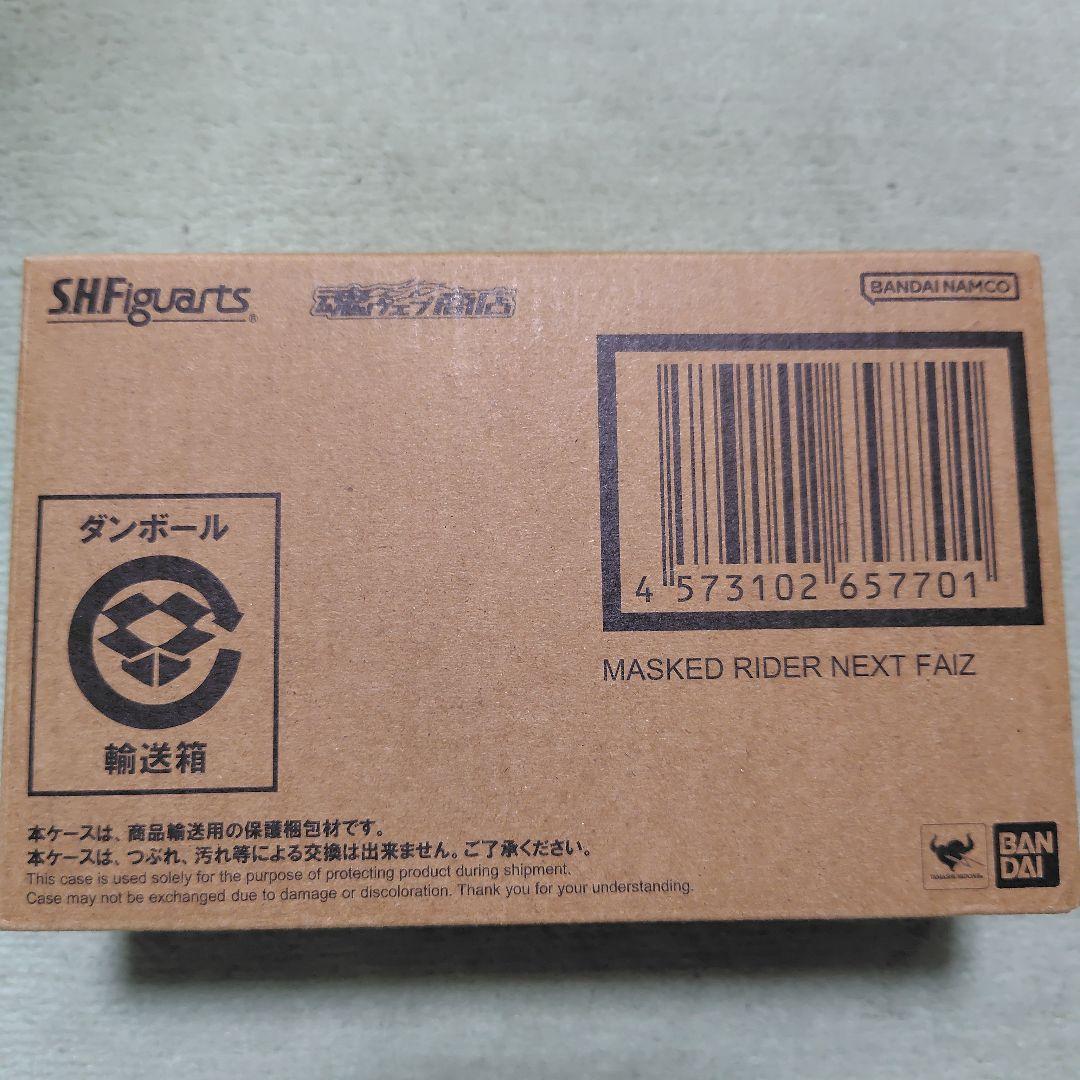 S.H.Figuarts®
魂ウェブ商店
BANDAI NAMCO
4 573102 657701
MASKED RIDER NEXT FAIZ
ダンボール
輸送箱
本ケースは、商品輸送用の保護梱包材です。
本ケースは、つぶれ、汚れ等による交換は出来ません。ご了承ください。
This case is used solely for the purpose of protecting product during shipment.
Case may not be exchanged due to damage or discoloration. Thank you for your understanding.
TAMASHII NATIONS
BAN
DAI